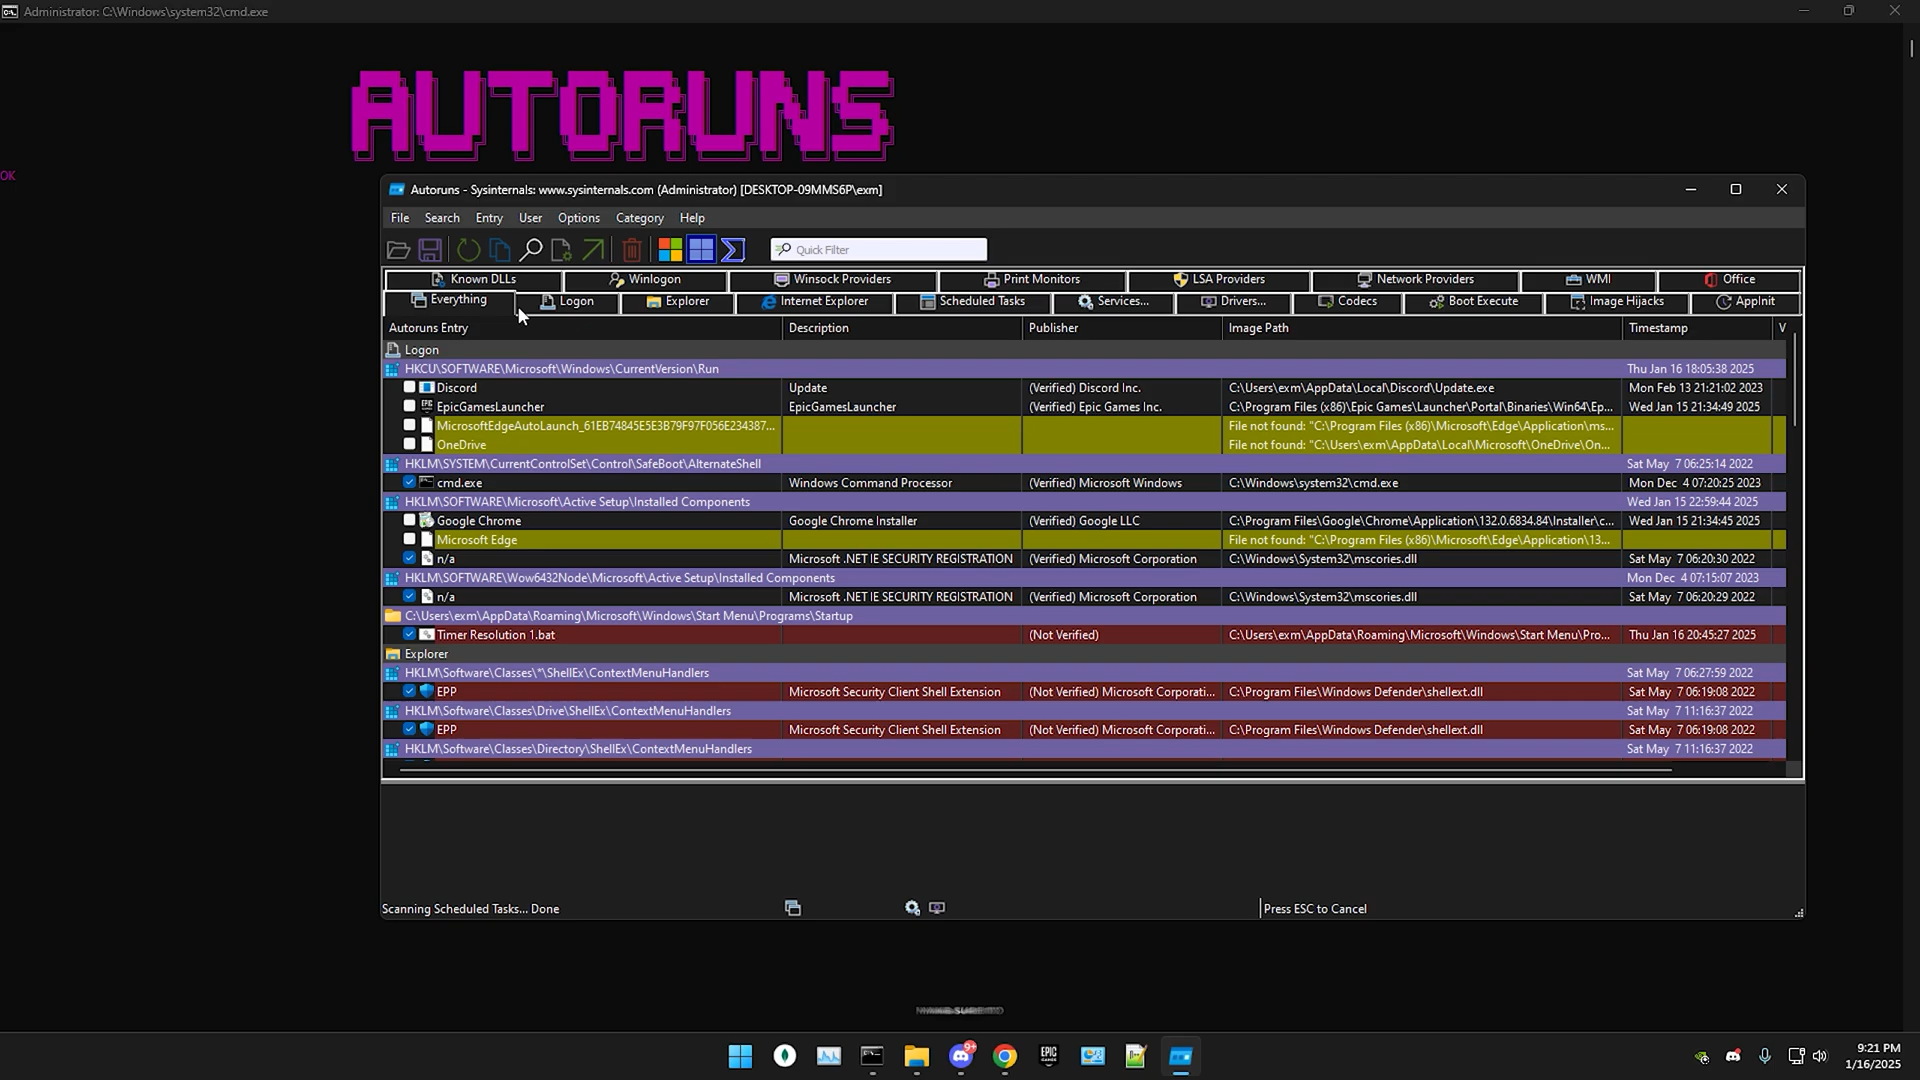 Administrator: C:\Windows\system32\cmd.exe
AUTORUNS
OK
Autoruns - Sysinternals: www.sysinternals.com (Administrator) [DESKTOP-09MMS6P\exm]
File Search Entry User Options Category Help
Quick Filter
Known DLLs Winlogon Winsock Providers Print Monitors LSA Providers Network Providers WMI Office
Everything Logon Explorer Internet Explorer Scheduled Tasks Services... Drivers... Codecs Boot Execute Image Hijacks AppInit
Autoruns Entry Description Publisher Image Path Timestamp V
Logon
HKCU\SOFTWARE\Microsoft\Windows\CurrentVersion\Run Thu Jan 16 18:05:38 2025
Discord Update (Verified) Discord Inc. C:\Users\exm\AppData\Local\Discord\Update.exe Mon Feb 13 21:21:02 2023
EpicGamesLauncher EpicGamesLauncher (Verified) Epic Games Inc. C:\Program Files (x86)\Epic Games\Launcher\Portal\Binaries\Win64\Ep... Wed Jan 15 21:34:49 2025
MicrosoftEdgeAutoLaunch_61EB74845E5E3B79F97F056E234387... File not found: "C:\Program Files (x86)\Microsoft\Edge\Application\ms...
OneDrive File not found: "C:\Users\exm\AppData\Local\Microsoft\OneDrive\On...
HKLM\SYSTEM\CurrentControlSet\Control\SafeBoot\AlternateShell Sat May 7 06:25:14 2022
cmd.exe Windows Command Processor (Verified) Microsoft Windows C:\Windows\system32\cmd.exe Mon Dec 4 07:20:25 2023
HKLM\SOFTWARE\Microsoft\Active Setup\Installed Components Wed Jan 15 22:59:44 2025
Google Chrome Google Chrome Installer (Verified) Google LLC C:\Program Files\Google\Chrome\Application\132.0.6834.84\Installer\c... Wed Jan 15 21:34:45 2025
Microsoft Edge File not found: "C:\Program Files (x86)\Microsoft\Edge\Application\13...
n/a Microsoft .NET IE SECURITY REGISTRATION (Verified) Microsoft Corporation C:\Windows\System32\mscories.dll Sat May 7 06:20:30 2022
HKLM\SOFTWARE\Wow6432Node\Microsoft\Active Setup\Installed Components Mon Dec 4 07:15:07 2023
n/a Microsoft .NET IE SECURITY REGISTRATION (Verified) Microsoft Corporation C:\Windows\System32\mscories.dll Sat May 7 06:20:29 2022
C:\Users\exm\AppData\Roaming\Microsoft\Windows\Start Menu\Programs\Startup
Timer Resolution 1.bat (Not Verified) C:\Users\exm\AppData\Roaming\Microsoft\Windows\Start Menu\Pro... Thu Jan 16 20:45:27 2025
Explorer
HKLM\Software\Classes\*\ShellEx\ContextMenuHandlers Sat May 7 06:27:59 2022
EPP Microsoft Security Client Shell Extension (Not Verified) Microsoft Corporati... C:\Program Files\Windows Defender\shellext.dll Sat May 7 06:19:08 2022
HKLM\Software\Classes\Drive\ShellEx\ContextMenuHandlers Sat May 7 11:16:37 2022
EPP Microsoft Security Client Shell Extension (Not Verified) Microsoft Corporati... C:\Program Files\Windows Defender\shellext.dll Sat May 7 06:19:08 2022
HKLM\Software\Classes\Directory\ShellEx\ContextMenuHandlers Sat May 7 11:16:37 2022
Scanning Scheduled Tasks... Done Press ESC to Cancel
MAKE SURE TO
9+
EPIC
GAMES
9:21 PM
1/16/2025